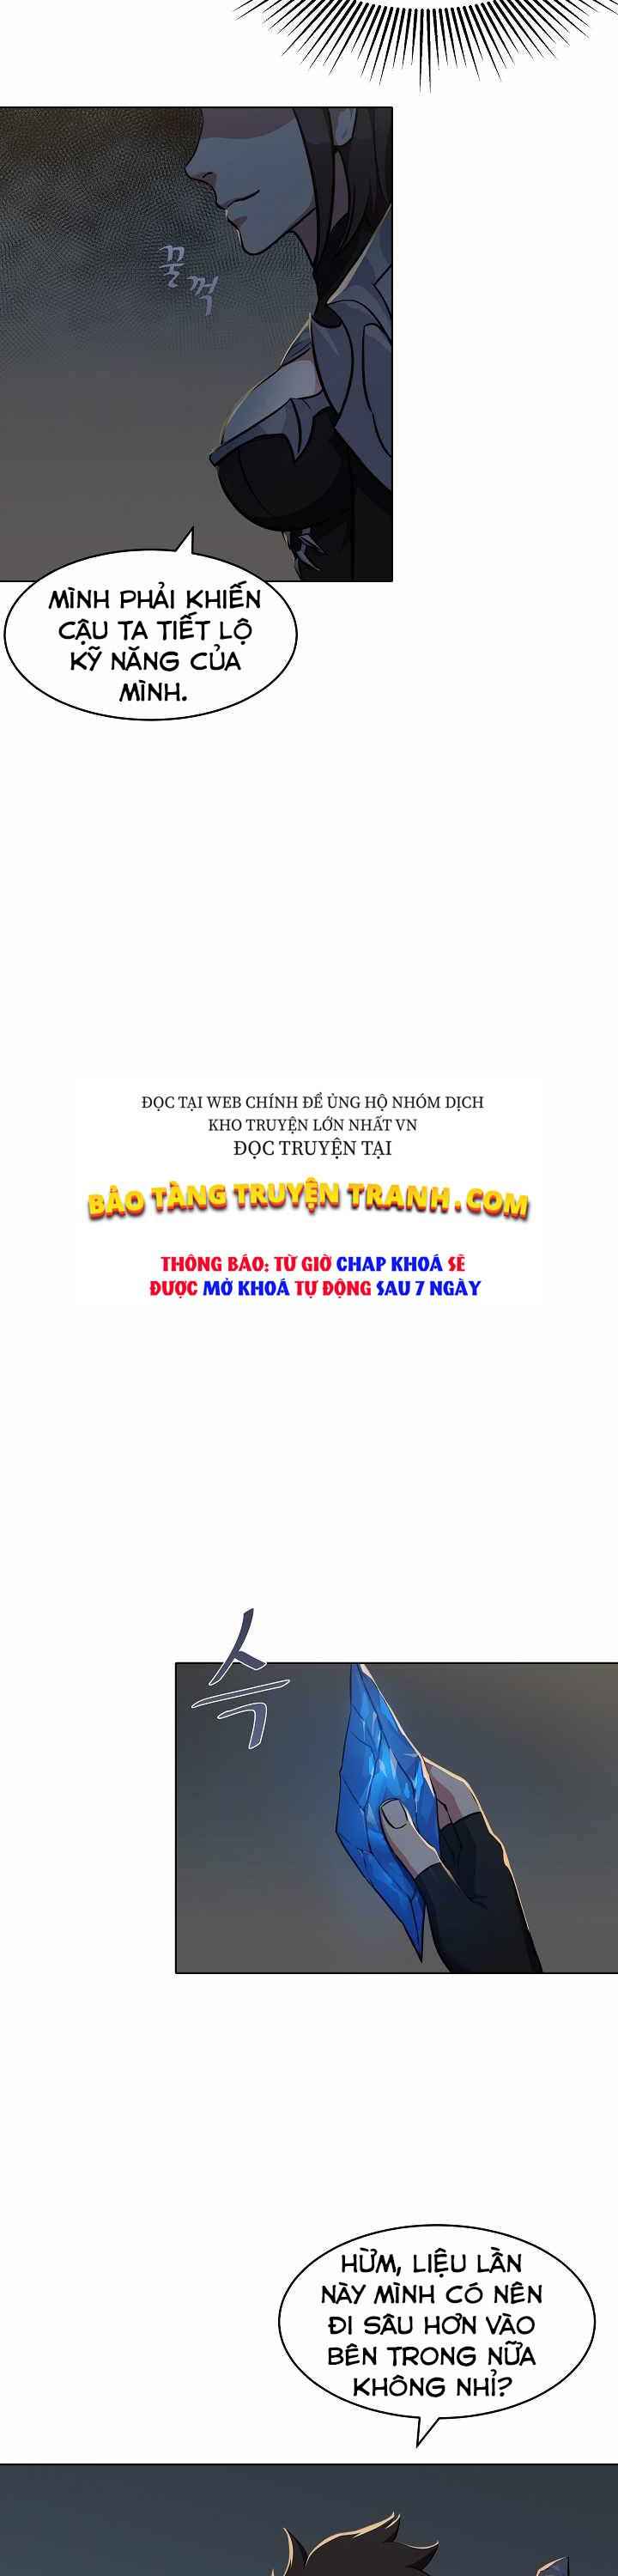 꿀꺽
MÌNH PHẢI KHIẾN
CẬU TA TIẾT LỘ
KỸ NĂNG CỦA
MÌNH.
ĐỌC TẠI WEB CHÍNH ĐỂ ỦNG HỘ NHÓM DỊCH
KHO TRUYỆN LỚN NHẤT VN
ĐỌC TRUYỆN TẠI
BẢO TÀNG TRUYỆN TRANH.COM
THÔNG BÁO: TỪ GIỜ CHAP KHOÁ SẼ
ĐƯỢC MỞ KHOÁ TỰ ĐỘNG SAU 7 NGÀY
슥
HỪM, LIỆU LẦN
NÀY MÌNH CÓ NÊN
ĐI SÂU HƠN VÀO
BÊN TRONG NỮA
KHÔNG NHỈ?